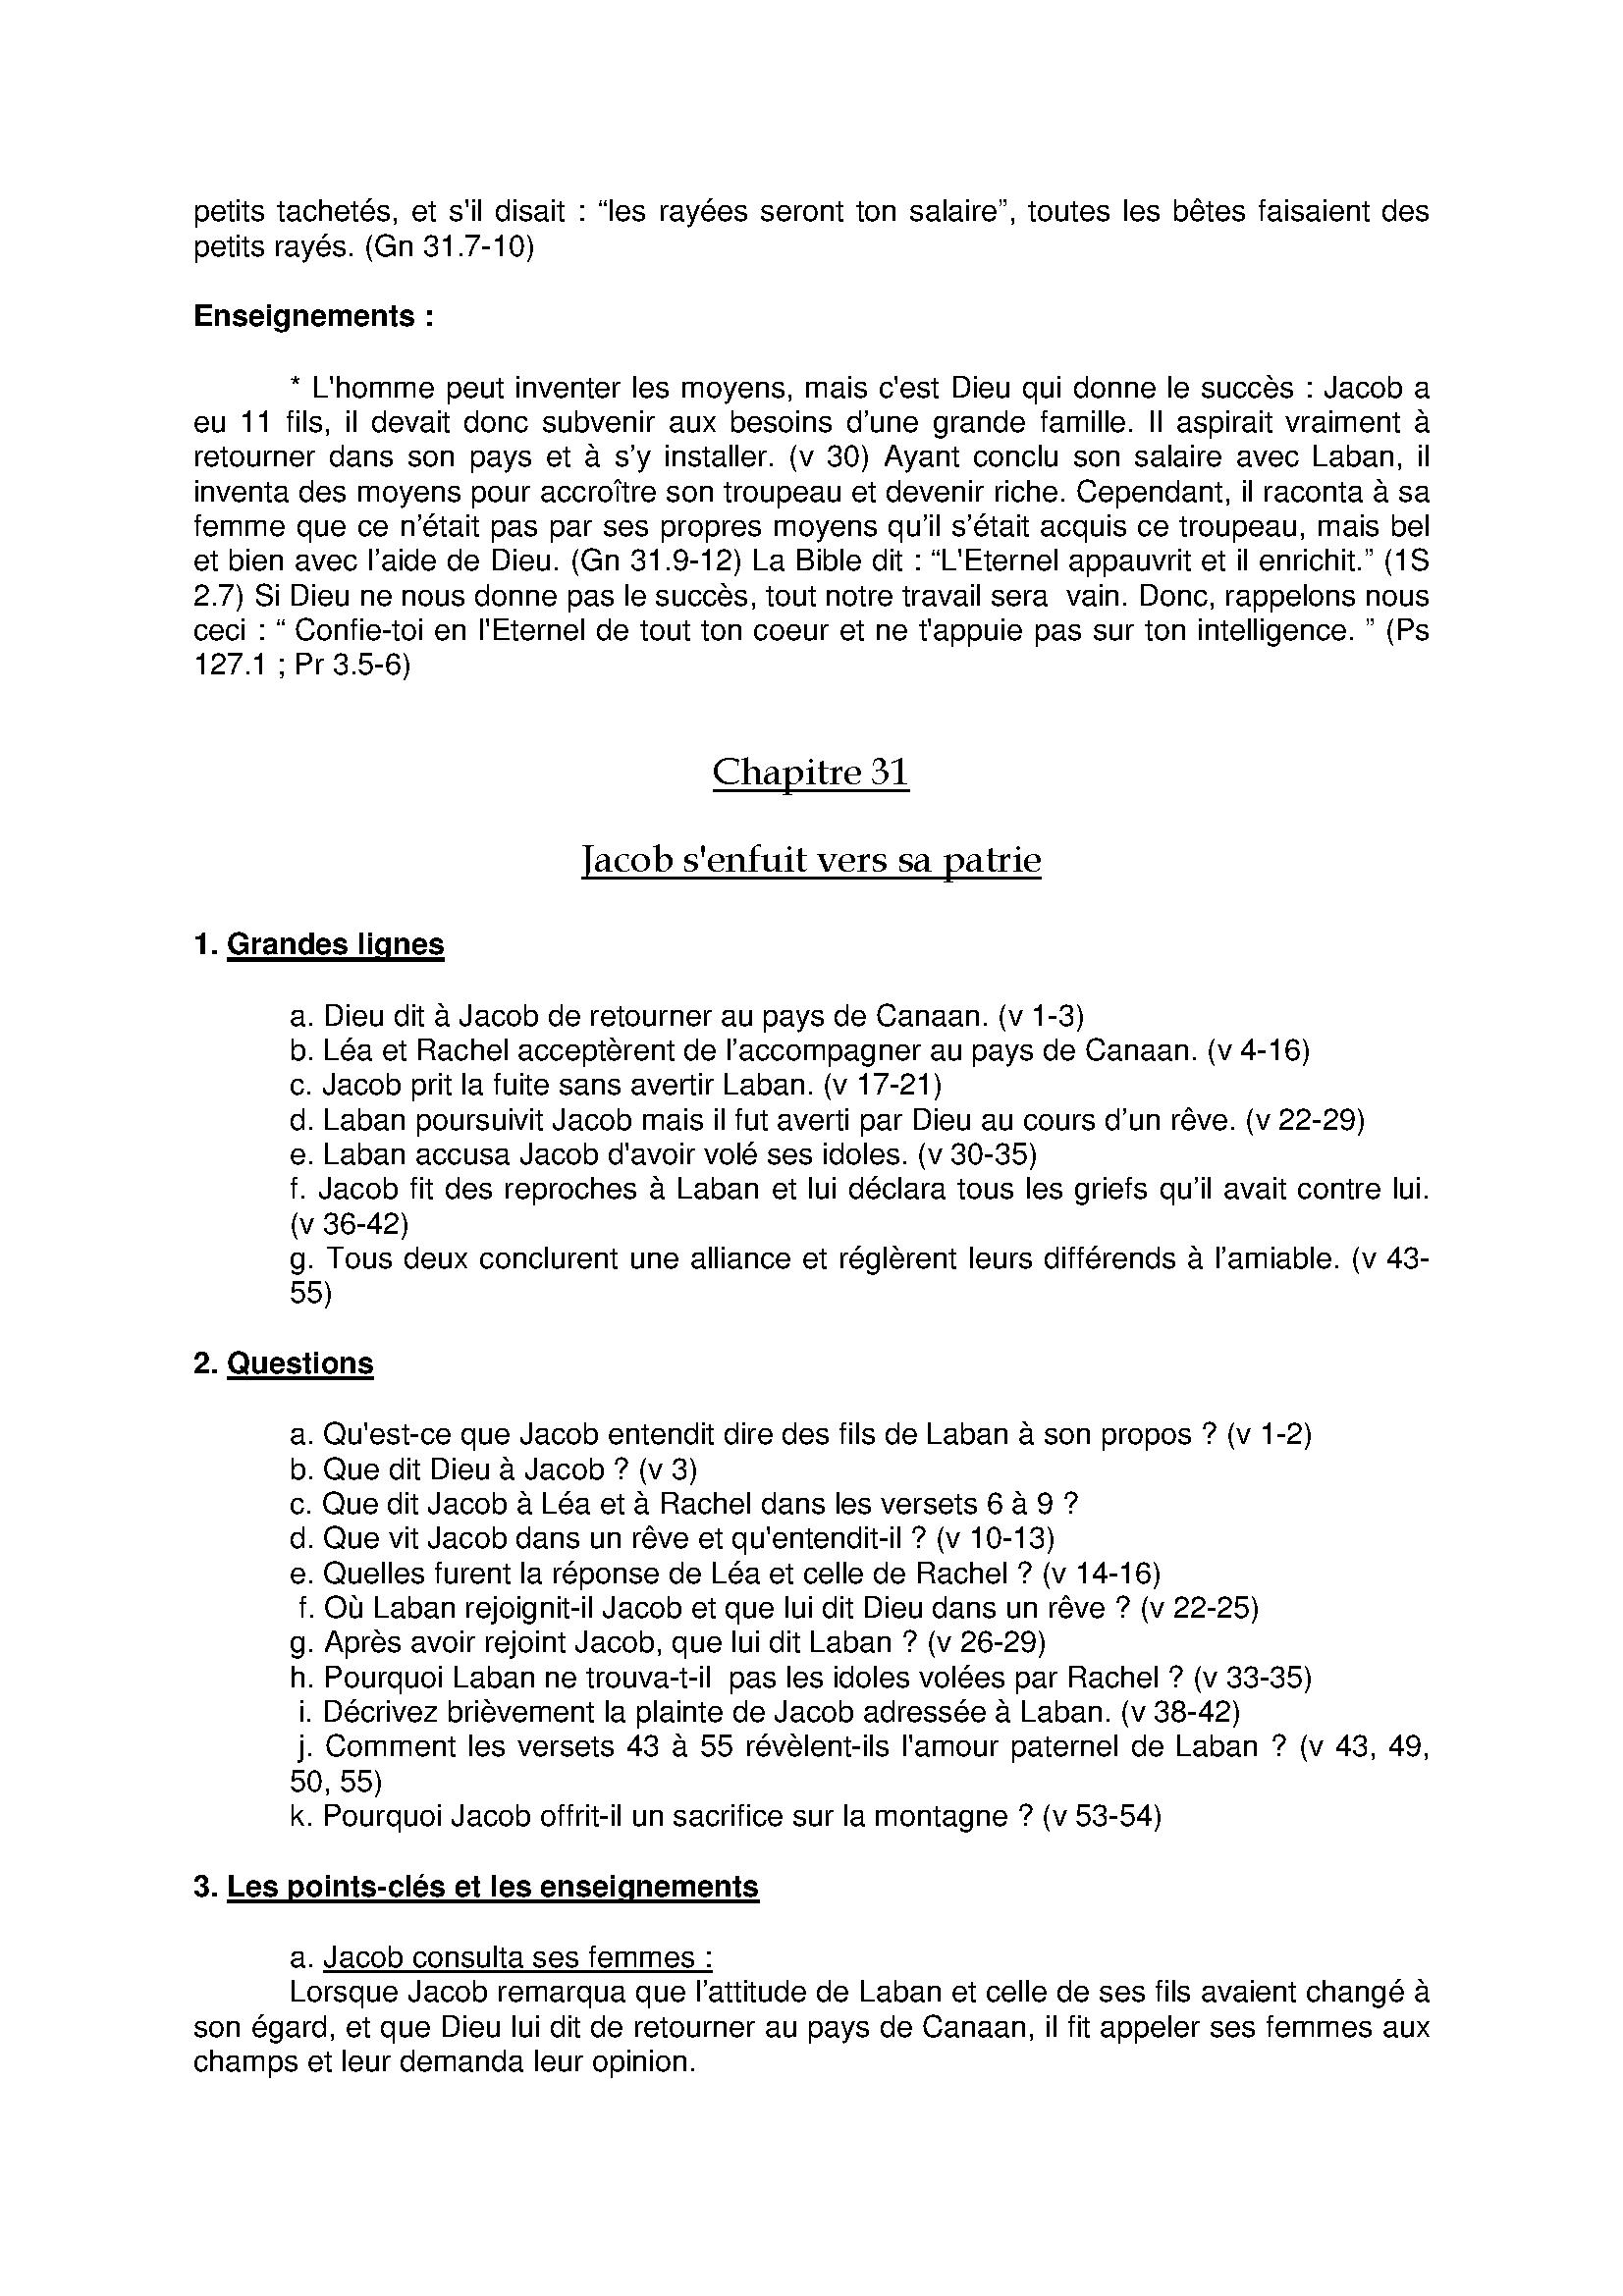 petits tachetés, et s'il disait : “les rayées seront ton salaire”, toutes les bêtes faisaient des
petits rayés. (Gn 31.7-10)
Enseignements :
* L'homme peut inventer les moyens, mais c'est Dieu qui donne le succès : Jacob a
eu 11 fils, il devait donc subvenir aux besoins d’une grande famille. Il aspirait vraiment à
retourner dans son pays et à s’y installer. (v 30) Ayant conclu son salaire avec Laban, il
inventa des moyens pour accroître son troupeau et devenir riche. Cependant, il raconta à sa
femme que ce n’était pas par ses propres moyens qu’il s’était acquis ce troupeau, mais bel
et bien avec l’aide de Dieu. (Gn 31.9-12) La Bible dit : “L'Eternel appauvrit et il enrichit.” (1S
2.7) Si Dieu ne nous donne pas le succès, tout notre travail sera  vain. Donc, rappelons nous
ceci : “ Confie-toi en l'Eternel de tout ton coeur et ne t'appuie pas sur ton intelligence. ” (Ps
127.1 ; Pr 3.5-6)
Chapitre 31
Jacob s'enfuit vers sa patrie
1. Grandes lignes
a. Dieu dit à Jacob de retourner au pays de Canaan. (v 1-3)
b. Léa et Rachel acceptèrent de l’accompagner au pays de Canaan. (v 4-16)
c. Jacob prit la fuite sans avertir Laban. (v 17-21)
d. Laban poursuivit Jacob mais il fut averti par Dieu au cours d’un rêve. (v 22-29)
e. Laban accusa Jacob d'avoir volé ses idoles. (v 30-35)
f. Jacob fit des reproches à Laban et lui déclara tous les griefs qu’il avait contre lui.
(v 36-42)
g. Tous deux conclurent une alliance et réglèrent leurs différends à l’amiable. (v 43-
55)
2. Questions
a. Qu'est-ce que Jacob entendit dire des fils de Laban à son propos ? (v 1-2)
b. Que dit Dieu à Jacob ? (v 3)
c. Que dit Jacob à Léa et à Rachel dans les versets 6 à 9 ?
d. Que vit Jacob dans un rêve et qu'entendit-il ? (v 10-13)
e. Quelles furent la réponse de Léa et celle de Rachel ? (v 14-16)
f. Où Laban rejoignit-il Jacob et que lui dit Dieu dans un rêve ? (v 22-25)
g. Après avoir rejoint Jacob, que lui dit Laban ? (v 26-29)
h. Pourquoi Laban ne trouva-t-il  pas les idoles volées par Rachel ? (v 33-35)
i. Décrivez brièvement la plainte de Jacob adressée à Laban. (v 38-42)
j. Comment les versets 43 à 55 révèlent-ils l'amour paternel de Laban ? (v 43, 49,
50, 55)
k. Pourquoi Jacob offrit-il un sacrifice sur la montagne ? (v 53-54)
3. Les points-clés et les enseignements
a. Jacob consulta ses femmes :
Lorsque Jacob remarqua que l’attitude de Laban et celle de ses fils avaient changé à
son égard, et que Dieu lui dit de retourner au pays de Canaan, il fit appeler ses femmes aux
champs et leur demanda leur opinion.